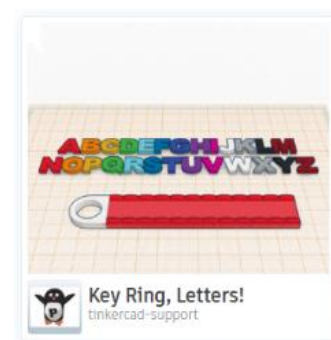 ABCDEFGHIJKLM
NOPQRSTUVWXYZ
P
Key Ring, Letters!
tinkercad-support